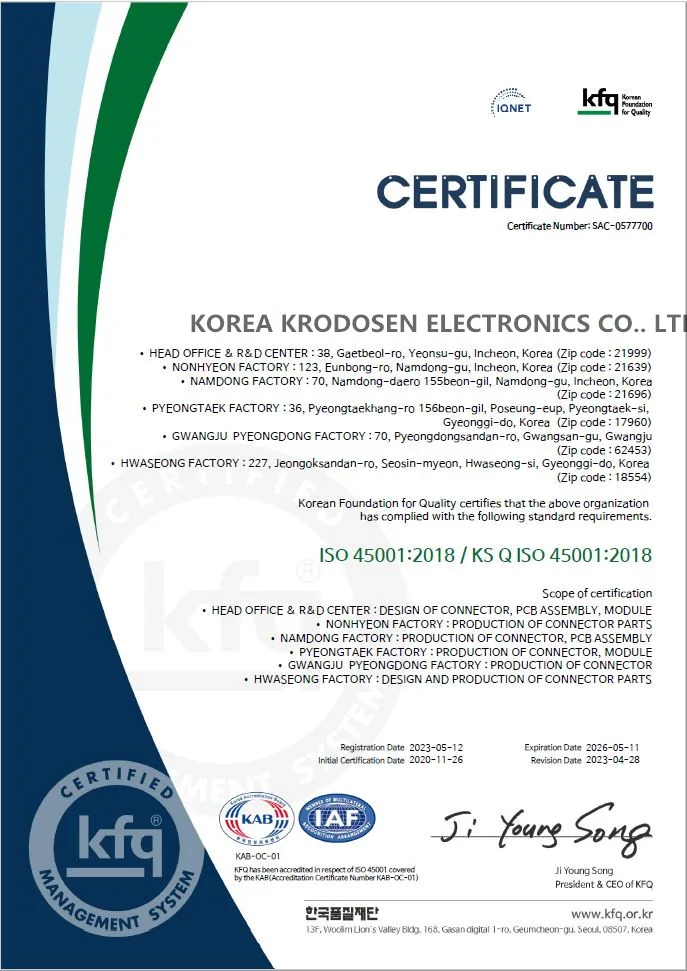 IQNET
kfq Korean
Foundation
for Quality
CERTIFICATE
Certificate Number: SAC-0577700
KOREA KRODOSEN ELECTRONICS CO.. LT
• HEAD OFFICE & R&D CENTER : 38, Gaetbeol-ro, Yeonsu-gu, Incheon, Korea (Zip code : 21999)
• NONHYEON FACTORY : 123, Eunbong-ro, Namdong-gu, Incheon, Korea (Zip code : 21639)
• NAMDONG FACTORY : 70, Namdong-daero 155beon-gil, Namdong-gu, Incheon, Korea
(Zip code : 21696)
• PYEONGTAEK FACTORY : 36, Pyeongtaekhang-ro 156beon-gil, Poseung-eup, Pyeongtaek-si,
Gyeonggi-do, Korea (Zip code : 17960)
• GWANGJU PYEONGDONG FACTORY : 70, Pyeongdongsandan-ro, Gwangsan-gu, Gwangju
(Zip code : 62453)
• HWASEONG FACTORY : 227, Jeongoksandan-ro, Seosin-myeon, Hwaseong-si, Gyeonggi-do, Korea
(Zip code : 18554)
Korean Foundation for Quality certifies that the above organization
has complied with the following standard requirements.
ISO 45001:2018 / KS Q ISO 45001:2018
Scope of certification
• HEAD OFFICE & R&D CENTER : DESIGN OF CONNECTOR, PCB ASSEMBLY, MODULE
• NONHYEON FACTORY : PRODUCTION OF CONNECTOR PARTS
• NAMDONG FACTORY : PRODUCTION OF CONNECTOR, PCB ASSEMBLY
• PYEONGTAEK FACTORY : PRODUCTION OF CONNECTOR, MODULE
• GWANGJU PYEONGDONG FACTORY : PRODUCTION OF CONNECTOR
• HWASEONG FACTORY : DESIGN AND PRODUCTION OF CONNECTOR PARTS
CERTIFIED
kfq®
MANAGEMENT SYSTEM
Registration Date 2023-05-12
Expiration Date 2026-05-11
Initial Certification Date 2020-11-26
Revision Date 2023-04-28
CERTIFIED
kfq®
MANAGEMENT SYSTEM
Korea Accreditation Board
KAB
MEMBER OF MULTILATERAL
IAF
RECOGNITION ARRANGEMENT
Ji Young Song
KAB-OC-01
KFQ has been accredited in respect of ISO 45001 covered
by the KAB(Accreditation Certificate Number KAB-OC-01)
Ji Young Song
President & CEO of KFQ
한국품질재단
www.kfq.or.kr
13F, Woolim Lion's Valley Bldg, 168, Gasan digital 1-ro, Geumcheon-gu, Seoul, 08507, Korea